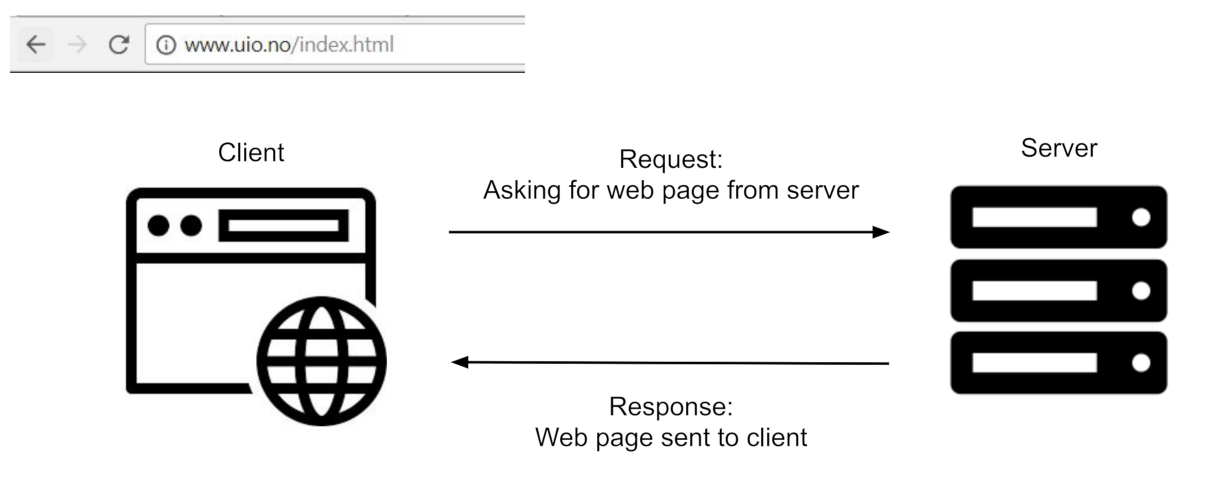 www.uio.no/index.html
Client
Request:
Asking for web page from server
Server
Response:
Web page sent to client